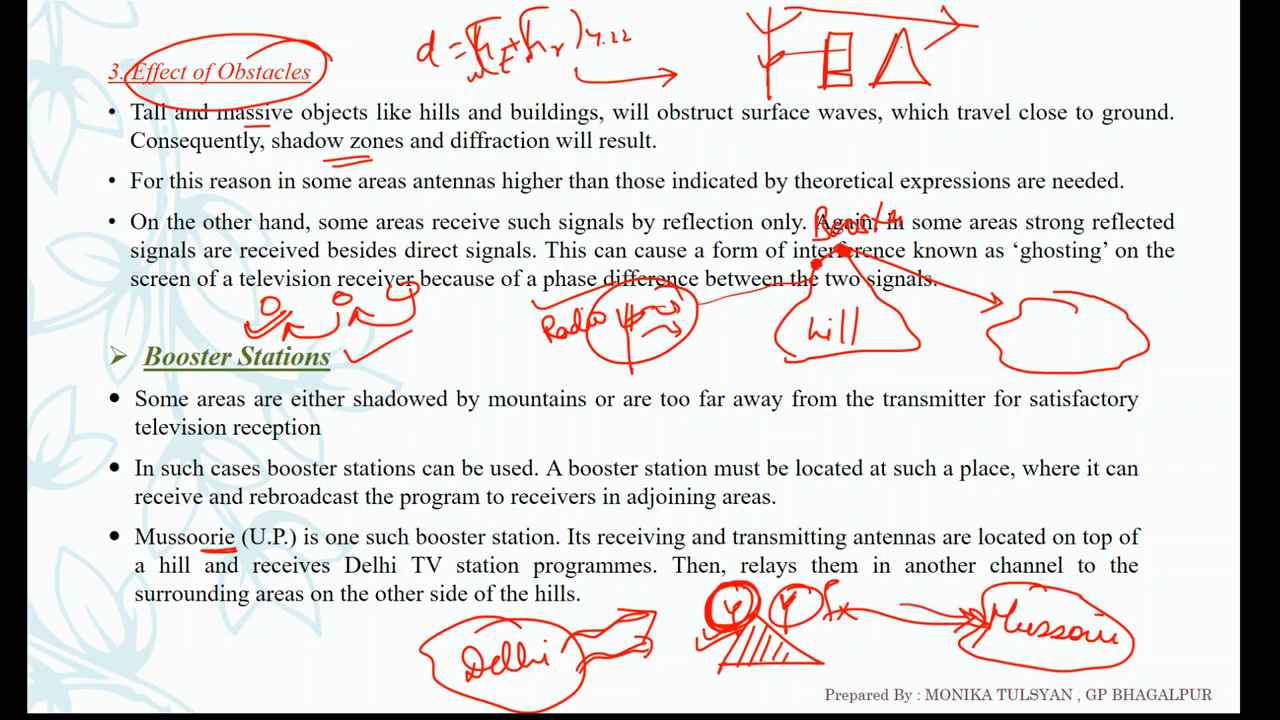 d = (√ht + √hr) 4.22
3. Effect of Obstacles
• Tall and massive objects like hills and buildings, will obstruct surface waves, which travel close to ground.
Consequently, shadow zones and diffraction will result.
• For this reason in some areas antennas higher than those indicated by theoretical expressions are needed.
• On the other hand, some areas receive such signals by reflection only. Again, in some areas strong reflected
signals are received besides direct signals. This can cause a form of interference known as ‘ghosting’ on the
screen of a television receiver because of a phase difference between the two signals.
Radio
hill
➢ Booster Stations
• Some areas are either shadowed by mountains or are too far away from the transmitter for satisfactory
television reception
• In such cases booster stations can be used. A booster station must be located at such a place, where it can
receive and rebroadcast the program to receivers in adjoining areas.
• Mussoorie (U.P.) is one such booster station. Its receiving and transmitting antennas are located on top of
a hill and receives Delhi TV station programmes. Then, relays them in another channel to the
surrounding areas on the other side of the hills.
Delhi
Prepared By : MONIKA TULSYAN , GP BHAGALPUR